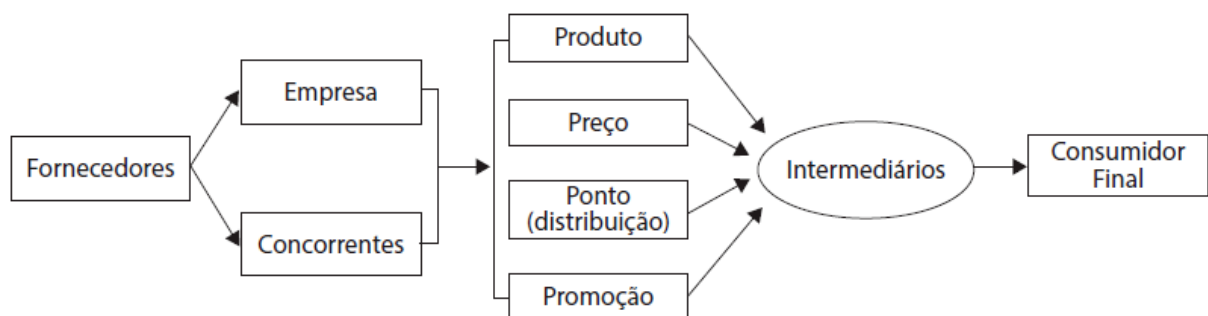 Fornecedores
Empresa
Concorrentes
Produto
Preço
Ponto
(distribuição)
Promoção
Intermediários
Consumidor
Final